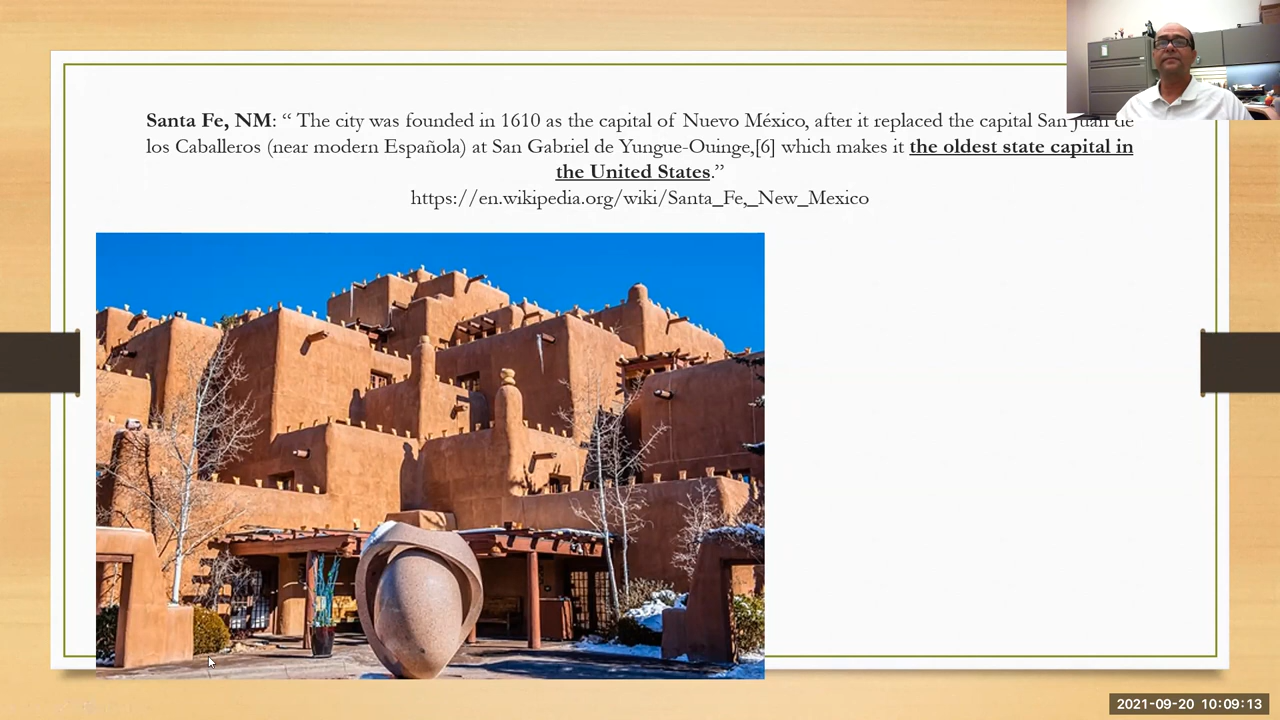 Santa Fe, NM: “ The city was founded in 1610 as the capital of Nuevo México, after it replaced the capital San Juan de
los Caballeros (near modern Española) at San Gabriel de Yungue-Ouinge,[6] which makes it the oldest state capital in
the United States.”
https://en.wikipedia.org/wiki/Santa_Fe,_New_Mexico
2021-09-20 10:09:13